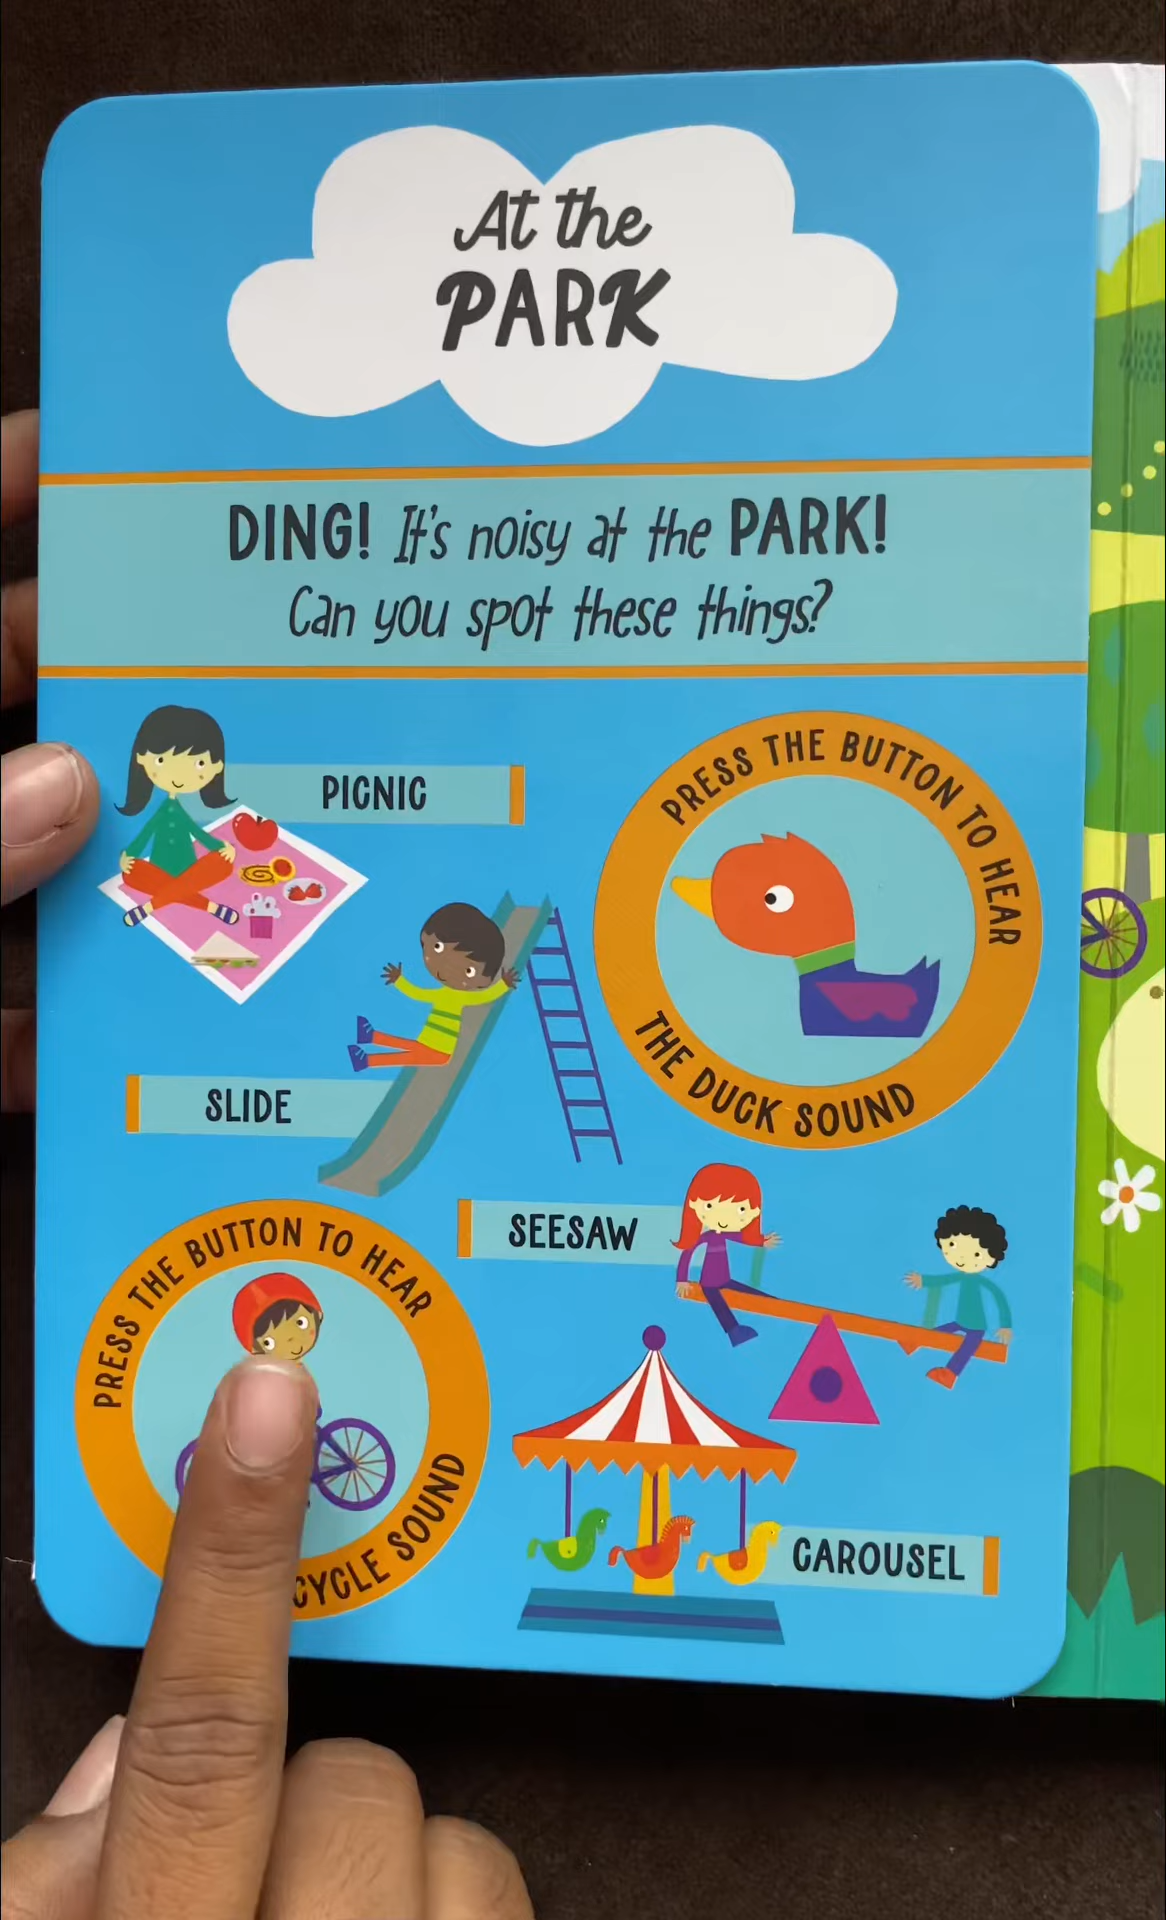 At the
PARK
DING! It's noisy at the PARK!
Can you spot these things?
PICNIC
PRESS THE BUTTON TO HEAR
THE DUCK SOUND
SLIDE
SEESAW
PRESS THE BUTTON TO HEAR
CYCLE SOUND
CAROUSEL